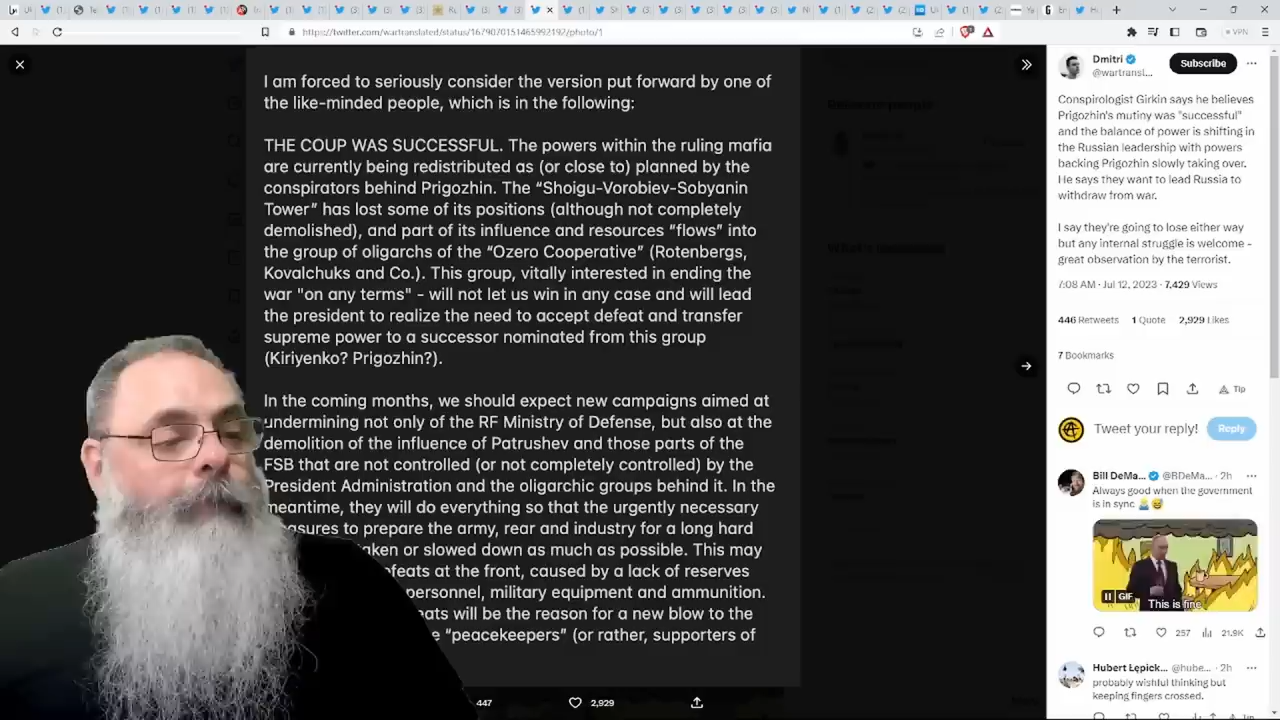 https://twitter.com/wartranslated/status/1679070151465992192/photo/1
I am forced to seriously consider the version put forward by one of
the like-minded people, which is in the following:
THE COUP WAS SUCCESSFUL. The powers within the ruling mafia
are currently being redistributed as (or close to) planned by the
conspirators behind Prigozhin. The “Shoigu-Vorobiev-Sobyanin
Tower” has lost some of its positions (although not completely
demolished), and part of its influence and resources “flows” into
the group of oligarchs of the “Ozero Cooperative” (Rotenbergs,
Kovalchuks and Co.). This group, vitally interested in ending the
war "on any terms" - will not let us win in any case and will lead
the president to realize the need to accept defeat and transfer
supreme power to a successor nominated from this group
(Kiriyenko? Prigozhin?).
In the coming months, we should expect new campaigns aimed at
undermining not only of the RF Ministry of Defense, but also at the
demolition of the influence of Patrushev and those parts of the
FSB that are not controlled (or not completely controlled) by the
President Administration and the oligarchic groups behind it. In the
meantime, they will do everything so that the urgently necessary
asures to prepare the army, rear and industry for a long hard
aken or slowed down as much as possible. This may
efeats at the front, caused by a lack of reserves
personnel, military equipment and ammunition.
ats will be the reason for a new blow to the
e “peacekeepers” (or rather, supporters of
447
2,929
Dmitri
@wartransl...
Subscribe
Conspirologist Girkin says he believes
Prigozhin's mutiny was "successful"
and the balance of power is shifting in
the Russian leadership with powers
backing Prigozhin slowly taking over.
He says they want to lead Russia to
withdraw from war.
I say they're going to lose either way
but any internal struggle is welcome -
great observation by the terrorist.
7:08 AM · Jul 12, 2023 · 7,429 Views
446 Retweets 1 Quote 2,929 Likes
7 Bookmarks
Tip
Tweet your reply!
Reply
Bill DeMa... @BDeMa... · 2h
Always good when the government
is in sync
GIF
This is fine
257
21.9K
Hubert Łępick... @hube... · 2h
probably wishful thinking but
keeping fingers crossed.
VPN